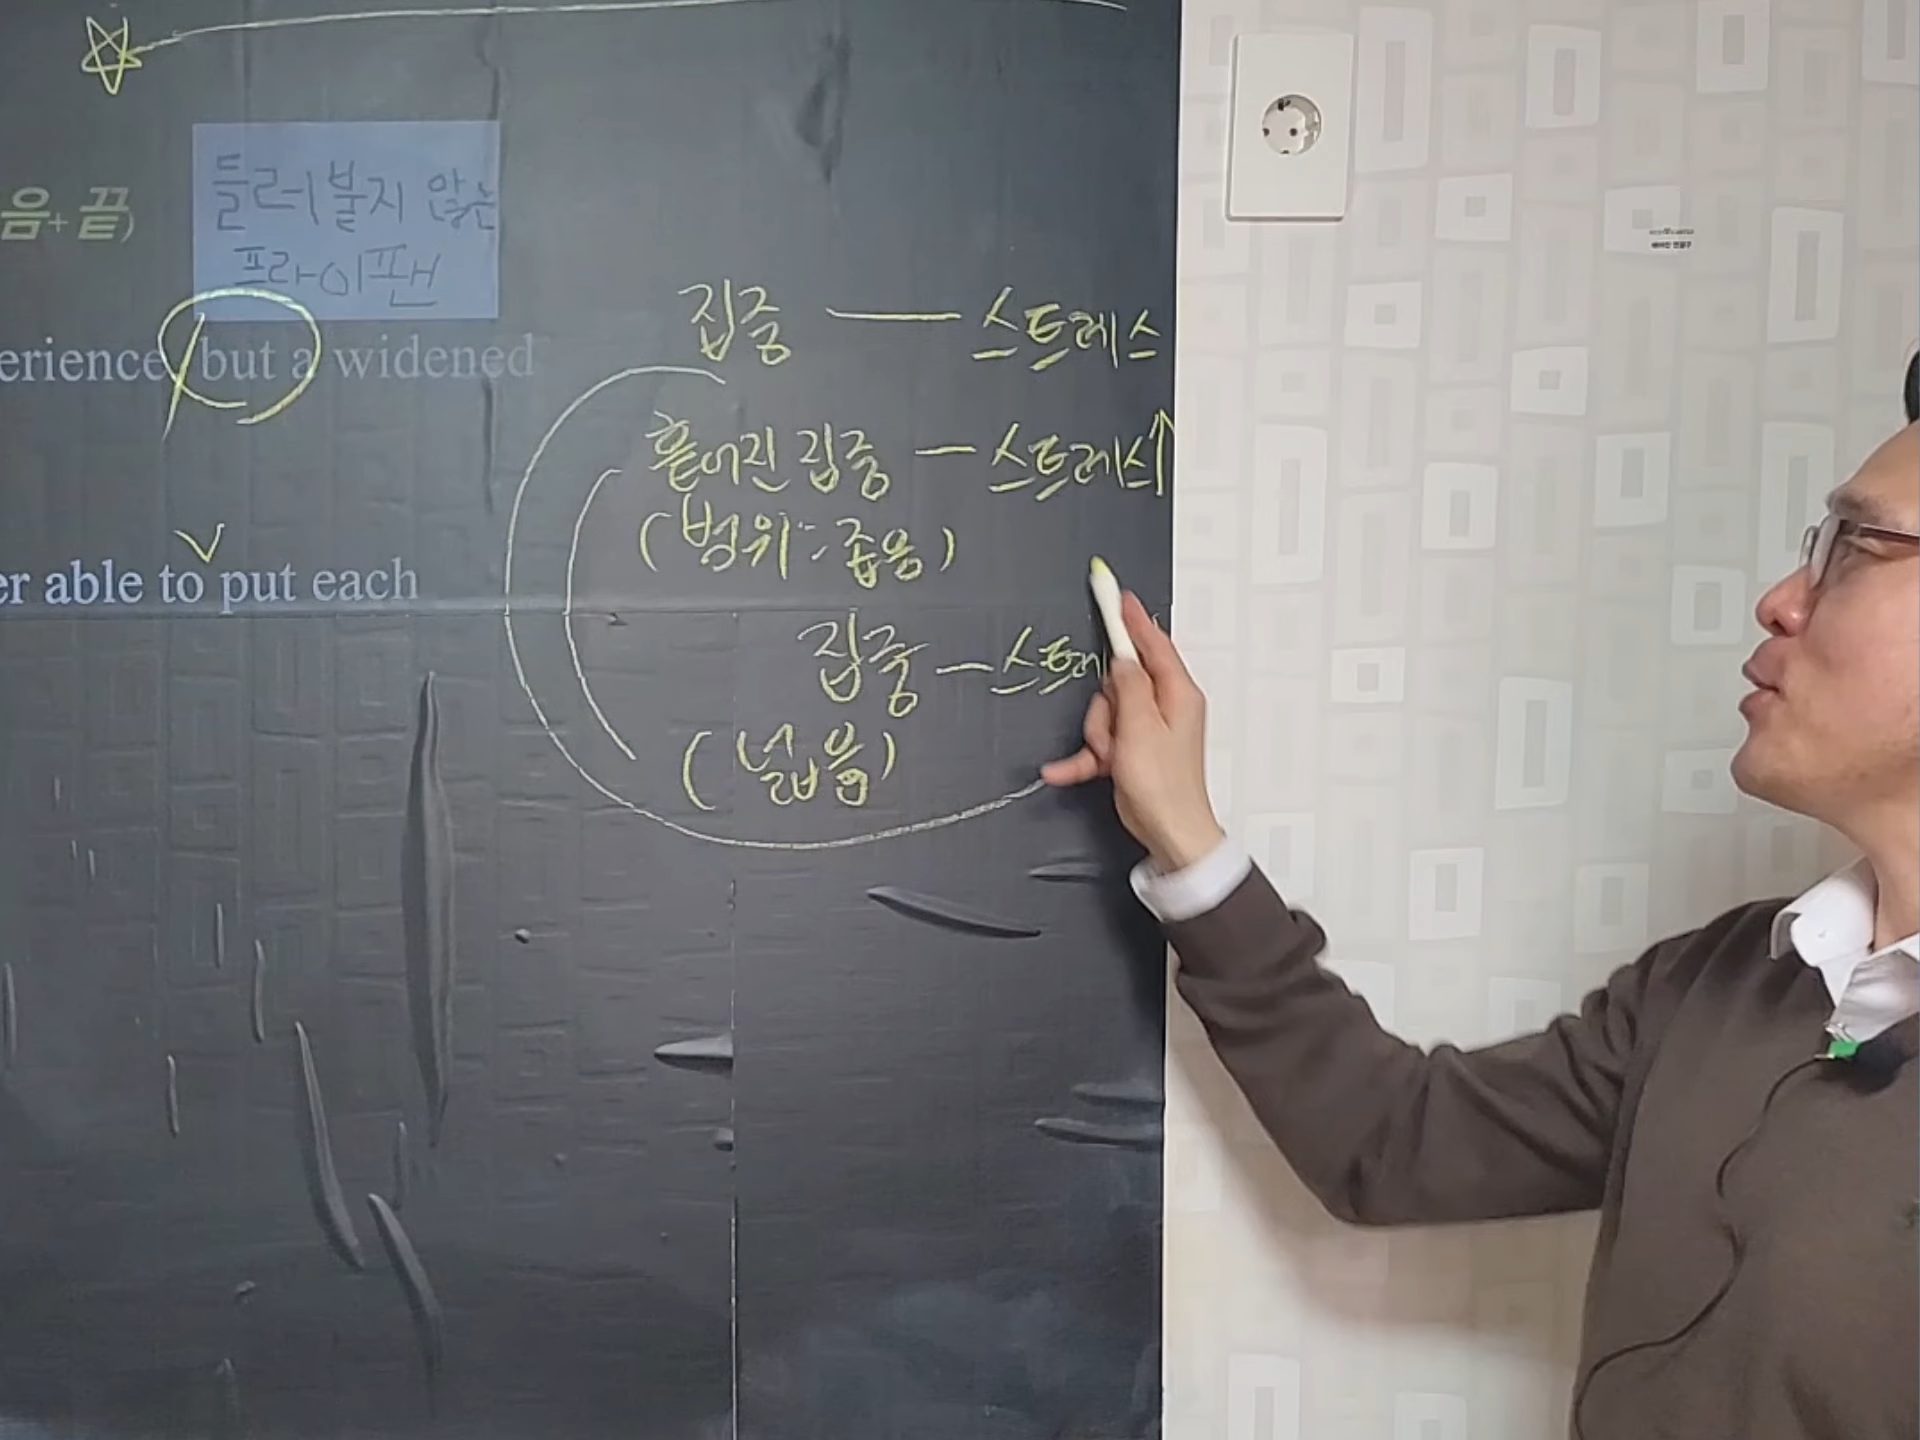 음+끝)
들러붙지 않는
프라이팬
erience, but a widened
er able to put each
집중 — 스트레스
흩어진 집중 — 스트레스↑
(범위: 좁음)
집중 — 스트레
(넓음)